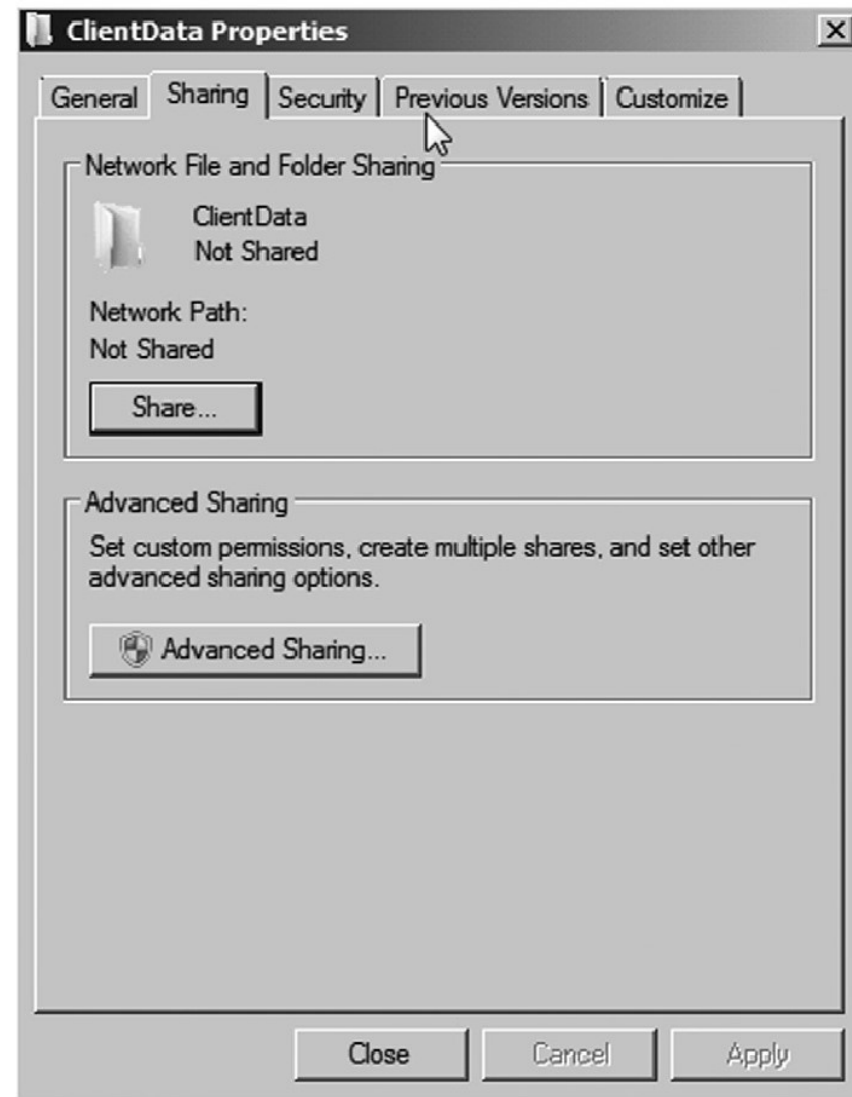 ClientData Properties
General Sharing Security Previous Versions Customize
Network File and Folder Sharing
ClientData
Not Shared
Network Path:
Not Shared
Share...
Advanced Sharing
Set custom permissions, create multiple shares, and set other
advanced sharing options.
Advanced Sharing...
Close Cancel Apply